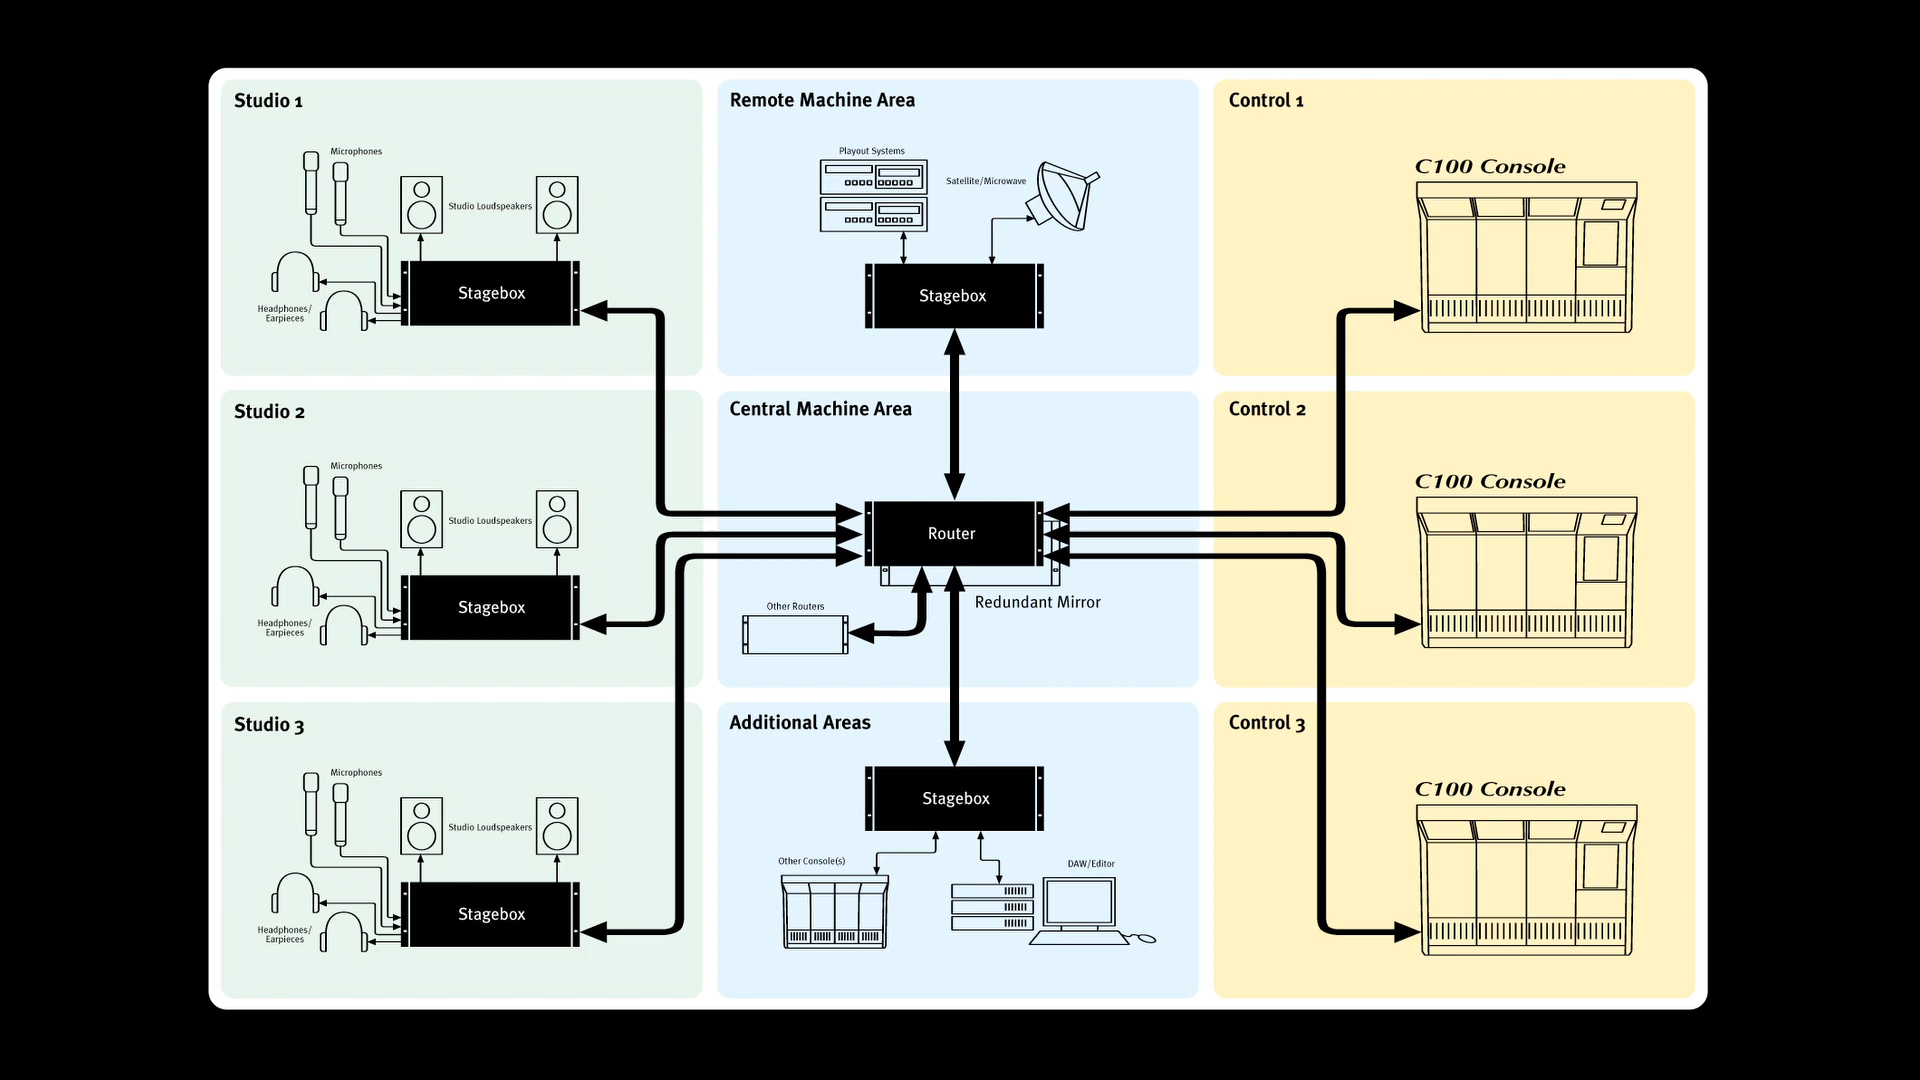 Studio 1
Microphones
Studio Loudspeakers
Headphones/
Earpieces
Stagebox
Remote Machine Area
Playout Systems
Satellite/Microwave
Stagebox
Control 1
C100 Console
Studio 2
Microphones
Studio Loudspeakers
Headphones/
Earpieces
Stagebox
Central Machine Area
Router
Redundant Mirror
Other Routers
Control 2
C100 Console
Studio 3
Microphones
Studio Loudspeakers
Headphones/
Earpieces
Stagebox
Additional Areas
Stagebox
Other Console(s)
DAW/Editor
Control 3
C100 Console